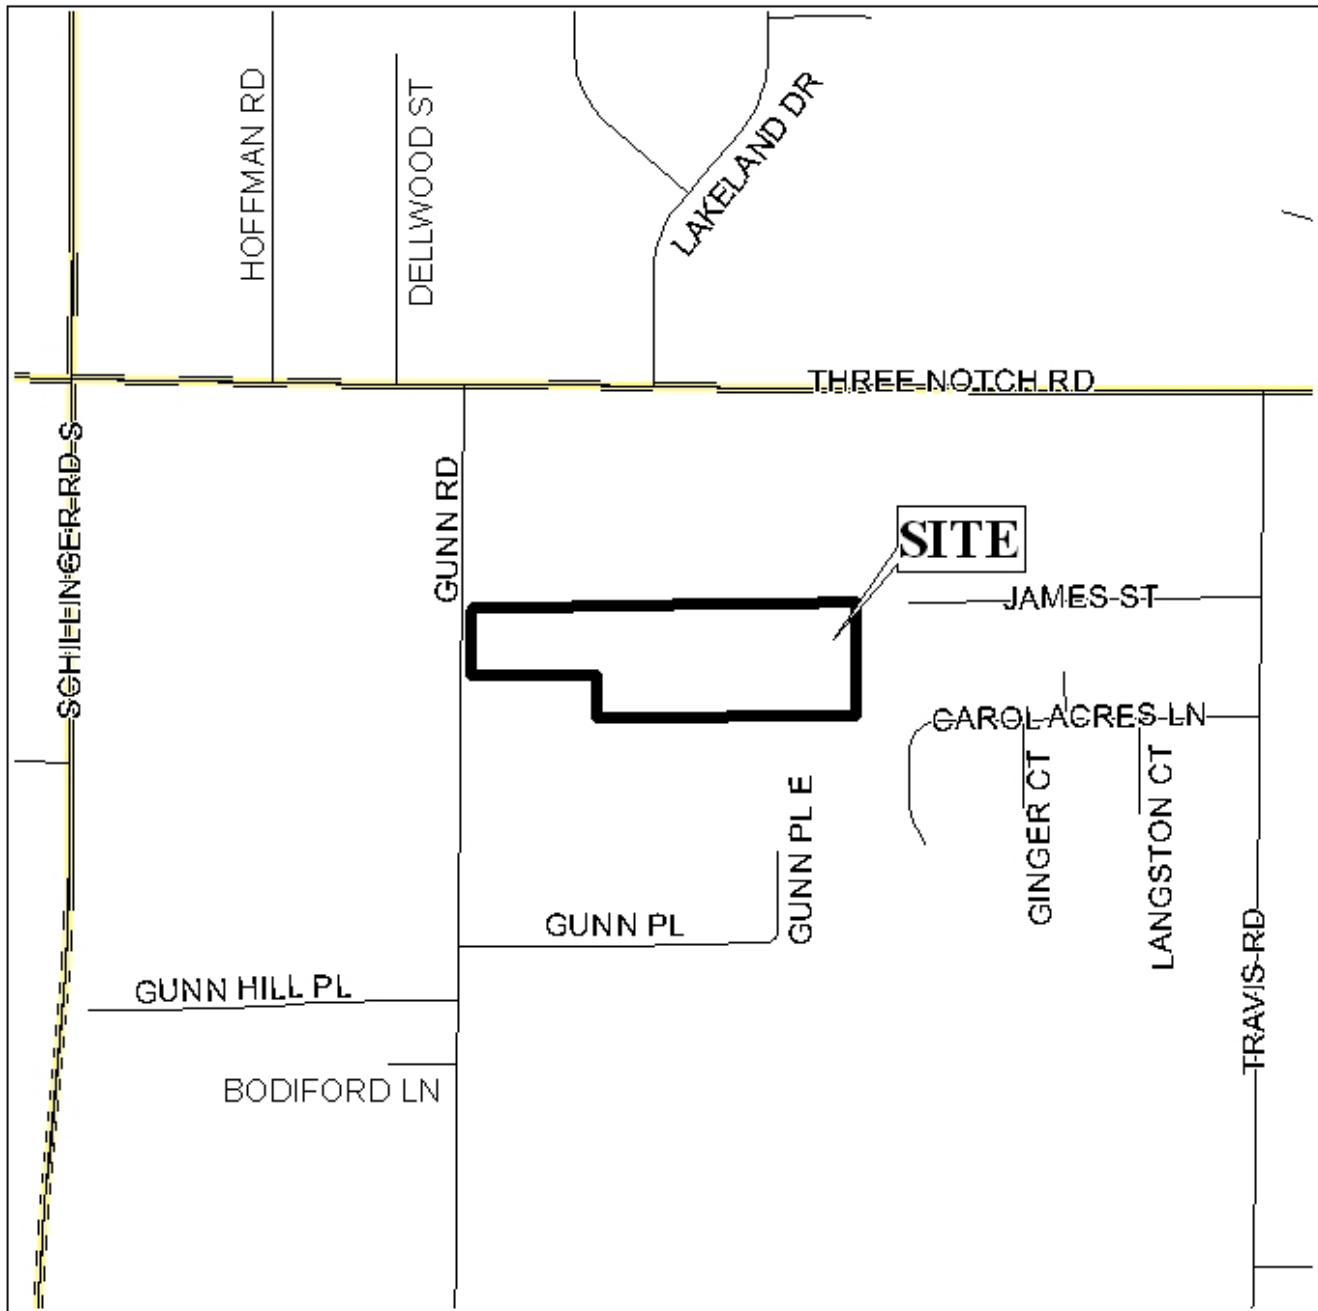 HOFFMAN RD
DELLWOOD ST
LAKELAND DR
THREE NOTCH RD
SCHILLINGER RD S
GUNN RD
SITE
JAMES ST
CAROL ACRES LN
GINGER CT
LANGSTON CT
GUNN PL E
GUNN PL
GUNN HILL PL
BODIFORD LN
TRAVIS RD